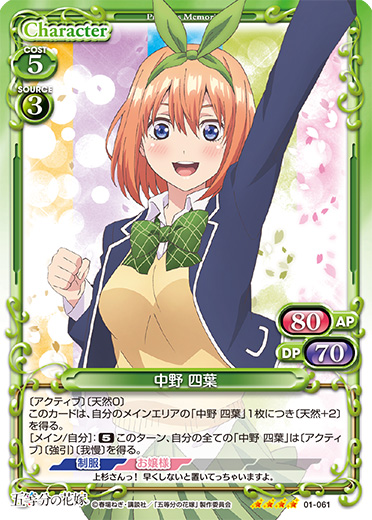 Precious Memories
Character
COST
5
SOURCE
3
80 AP
DP 70
中野 四葉
[アクティブ] [天然0]
このカードは、自分のメインエリアの「中野 四葉」1枚につき[天然+2]
を得る。
[メイン/自分]: 5 このターン、自分の全ての「中野 四葉」は[アクティ
ブ] [強引] [我慢]を得る。
制服 お嬢様
上杉さんっ! 早くしないと置いてっちゃいますよ。
五等分の花嫁
©春場ねぎ・講談社/「五等分の花嫁」製作委員会
01-061